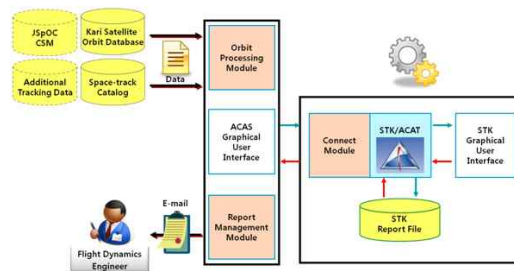 JSpOC
CSM
Kari Satellite
Orbit Database
Additional
Tracking Data
Space-track
Catalog
Data
Orbit
Processing
Module
ACAS
Graphical
User
Interface
Report
Management
Module
E-mail
Flight Dynamics
Engineer
Connect
Module
STK/ACAT
STK
Graphical
User
Interface
STK
Report File